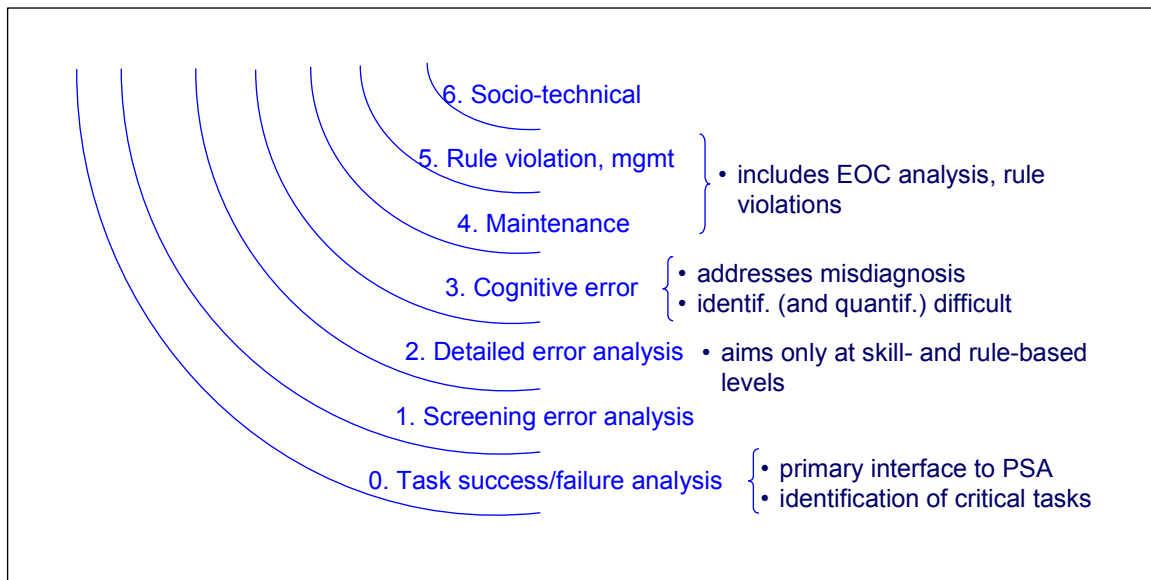 6. Socio-technical
5. Rule violation, mgmt
• includes EOC analysis, rule
violations
4. Maintenance
3. Cognitive error
• addresses misdiagnosis
• identif. (and quantif.) difficult
2. Detailed error analysis
• aims only at skill- and rule-based
levels
1. Screening error analysis
0. Task success/failure analysis
• primary interface to PSA
• identification of critical tasks